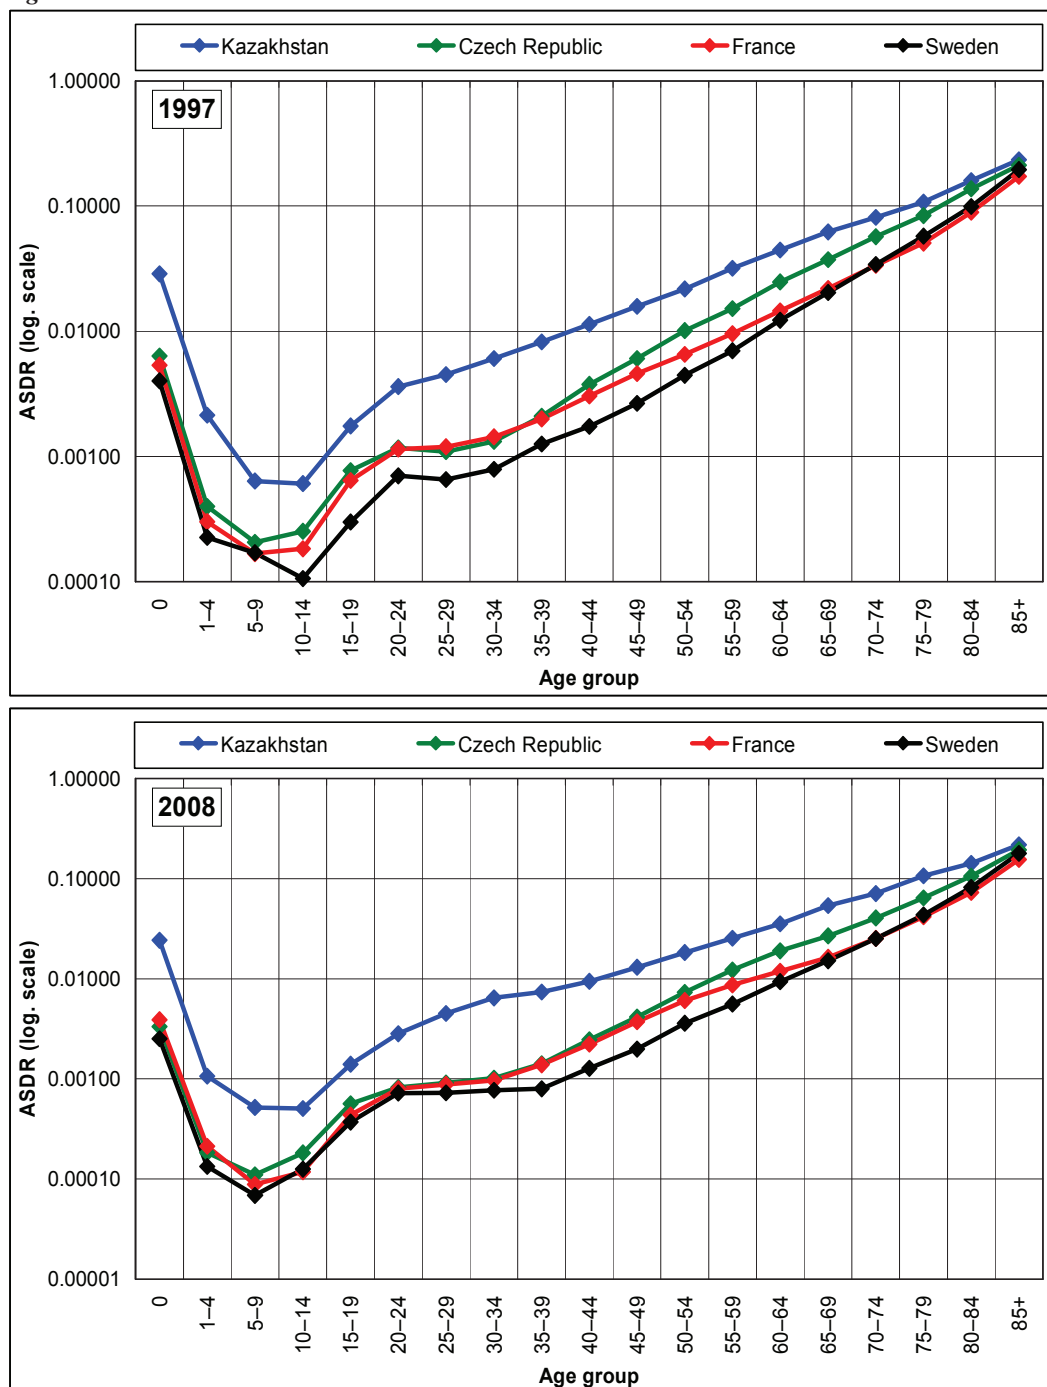 Kazakhstan Czech Republic France Sweden
1997
ASDR (log. scale)
1.00000
0.10000
0.01000
0.00100
0.00010
0 1–4 5–9 10–14 15–19 20–24 25–29 30–34 35–39 40–44 45–49 50–54 55–59 60–64 65–69 70–74 75–79 80–84 85+
Age group
Kazakhstan Czech Republic France Sweden
2008
ASDR (log. scale)
1.00000
0.10000
0.01000
0.00100
0.00010
0.00001
0 1–4 5–9 10–14 15–19 20–24 25–29 30–34 35–39 40–44 45–49 50–54 55–59 60–64 65–69 70–74 75–79 80–84 85+
Age group